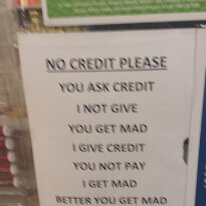 NO CREDIT PLEASE
YOU ASK CREDIT
I NOT GIVE
YOU GET MAD
I GIVE CREDIT
YOU NOT PAY
I GET MAD
BETTER YOU GET MAD